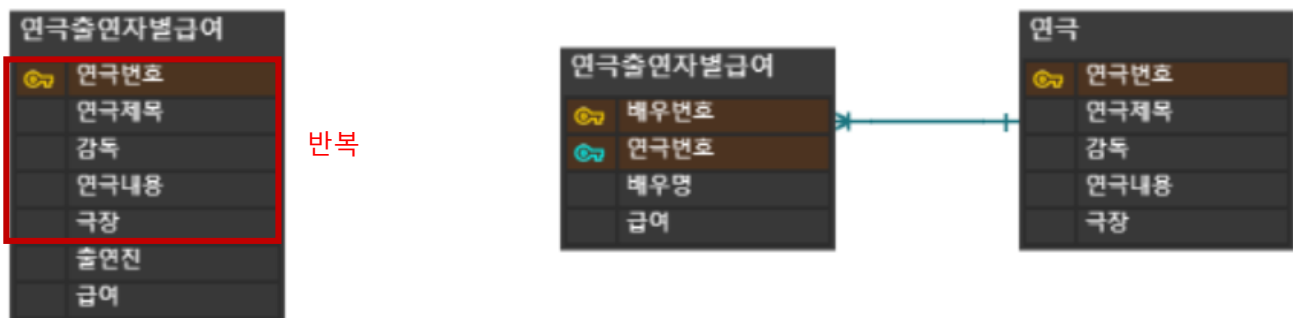 연극출연자별급여
연극번호
연극제목
감독
연극내용
극장
출연진
급여
반복
연극출연자별급여
배우번호
연극번호
배우명
급여
연극
연극번호
연극제목
감독
연극내용
극장